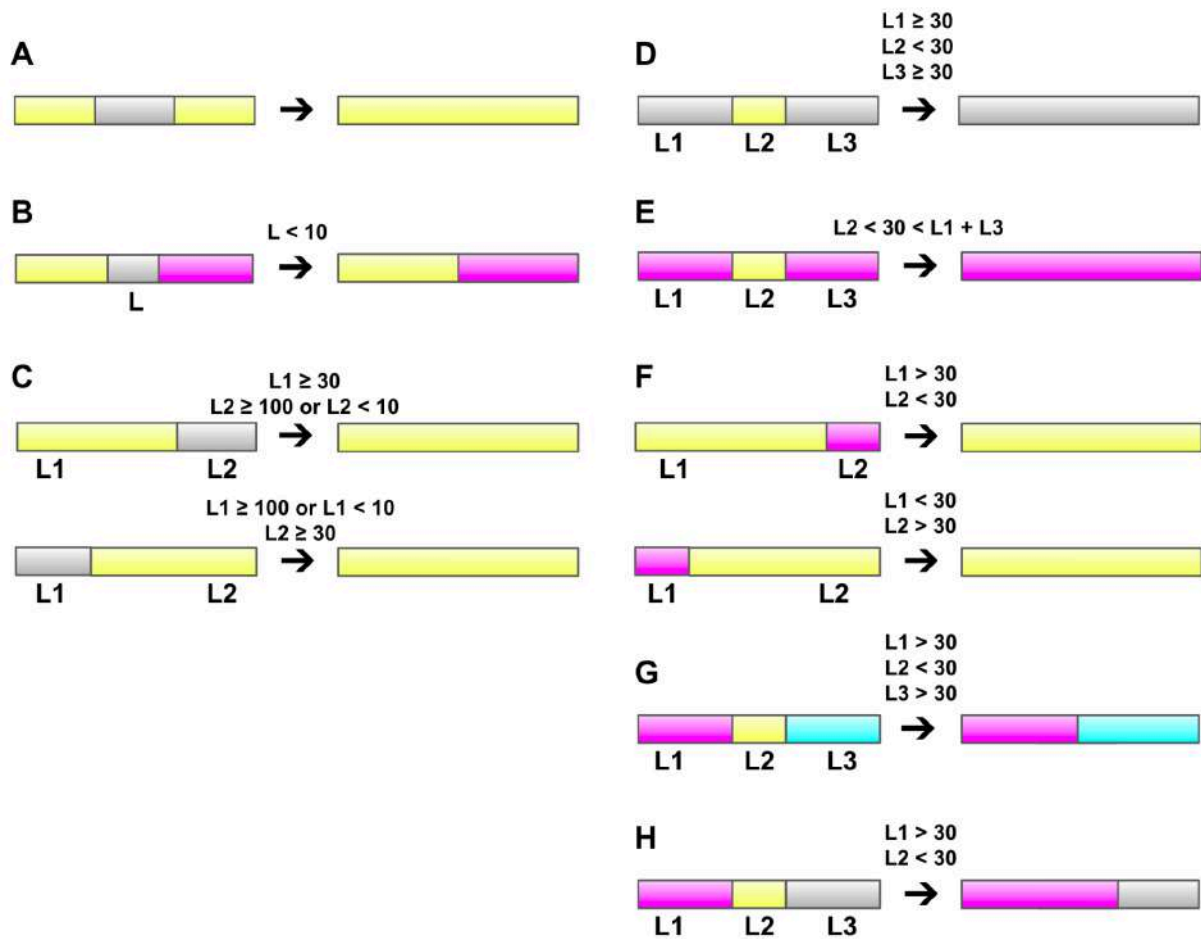 A
B
L < 10
L
C
L1 ≥ 30
L2 ≥ 100 or L2 < 10
L1 L2
L1 ≥ 100 or L1 < 10
L2 ≥ 30
L1 L2
D
L1 ≥ 30
L2 < 30
L3 ≥ 30
L1 L2 L3
E
L2 < 30 < L1 + L3
L1 L2 L3
F
L1 > 30
L2 < 30
L1 L2
L1 < 30
L2 > 30
L1 L2
G
L1 > 30
L2 < 30
L3 > 30
L1 L2 L3
H
L1 > 30
L2 < 30
L1 L2 L3